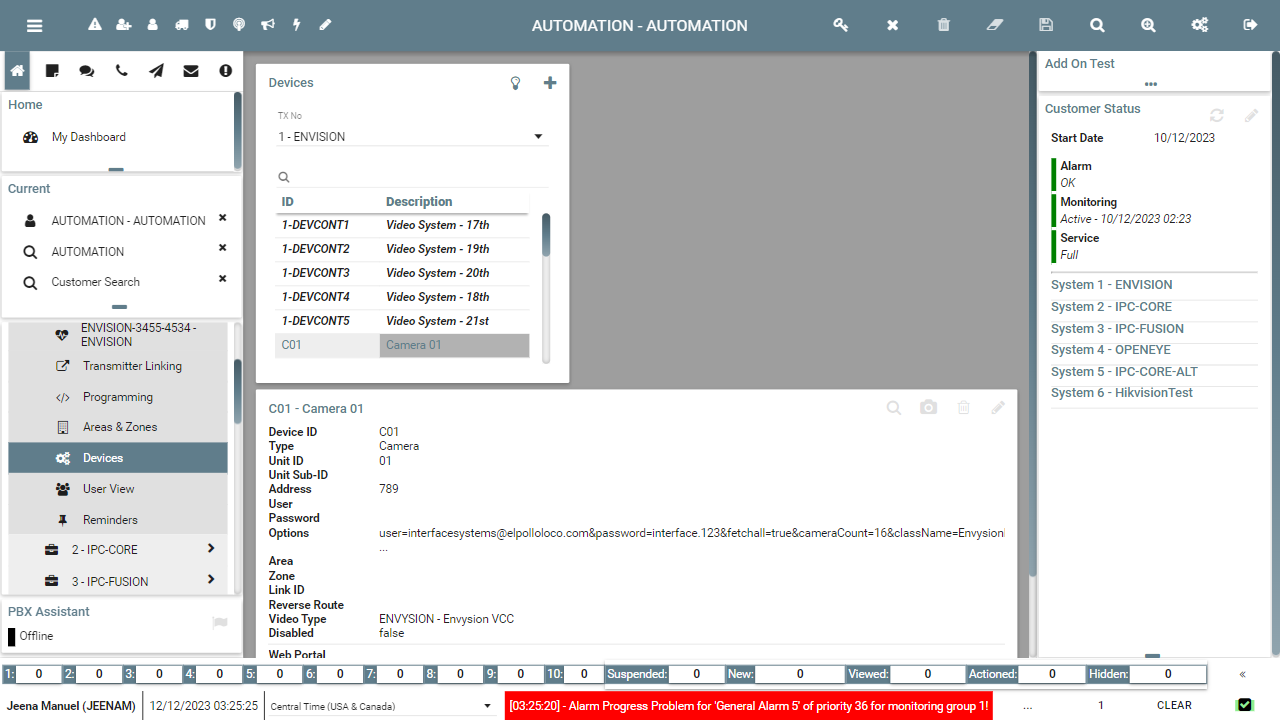 AUTOMATION - AUTOMATION
Home
My Dashboard
Current
AUTOMATION - AUTOMATION
AUTOMATION
Customer Search
ENVISION-3455-4534 -
ENVISION
Transmitter Linking
Programming
Areas & Zones
Devices
User View
Reminders
2 - IPC-CORE
3 - IPC-FUSION
PBX Assistant
Offline
Devices
TX No
1 - ENVISION
ID Description
1-DEVCONT1 Video System - 17th
1-DEVCONT2 Video System - 19th
1-DEVCONT3 Video System - 20th
1-DEVCONT4 Video System - 18th
1-DEVCONT5 Video System - 21st
C01 Camera 01
C01 - Camera 01
Device ID C01
Type Camera
Unit ID 01
Unit Sub-ID
Address 789
User
Password
Options user=interfacesystems@elpolloloco.com&password=interface.123&fetchall=true&cameraCount=16&className=Envysion
...
Area
Zone
Link ID
Reverse Route
Video Type ENVYSION - Envysion VCC
Disabled false
Web Portal
Add On Test
Customer Status
Start Date 10/12/2023
Alarm
OK
Monitoring
Active - 10/12/2023 02:23
Service
Full
System 1 - ENVISION
System 2 - IPC-CORE
System 3 - IPC-FUSION
System 4 - OPENEYE
System 5 - IPC-CORE-ALT
System 6 - HikvisionTest
1: 0 2: 0 3: 0 4: 0 5: 0 6: 0 7: 0 8: 0 9: 0 10: 0 Suspended: 0 New: 0 Viewed: 0 Actioned: 0 Hidden: 0 «
Jeena Manuel (JEENAM) 12/12/2023 03:25:25 Central Time (USA & Canada) [03:25:20] - Alarm Progress Problem for 'General Alarm 5' of priority 36 for monitoring group 1! ... 1 CLEAR